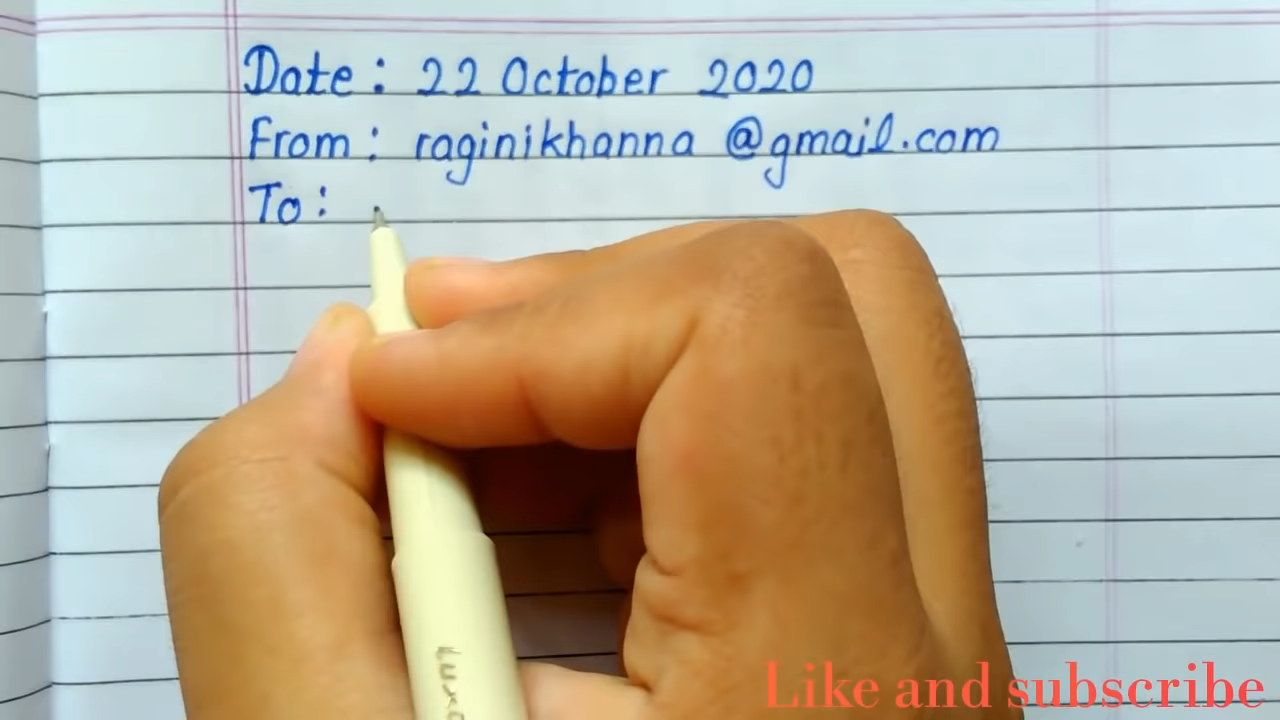 Date : 22 October 2020
From : raginikhanna @gmail.com
To :
Like and subscribe